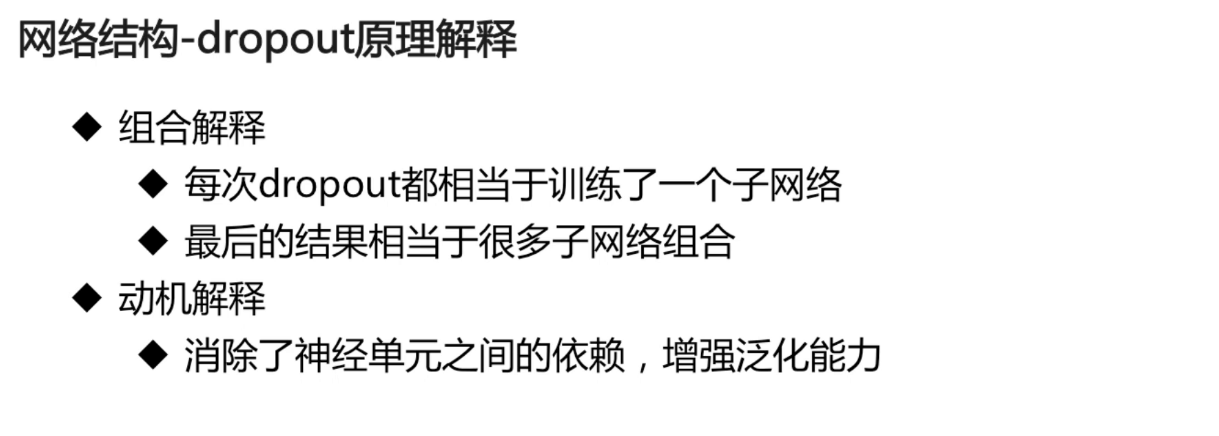 网络结构-dropout原理解释
◆ 组合解释
◆ 每次dropout都相当于训练了一个子网络
◆ 最后的结果相当于很多子网络组合
◆ 动机解释
◆ 消除了神经单元之间的依赖，增强泛化能力